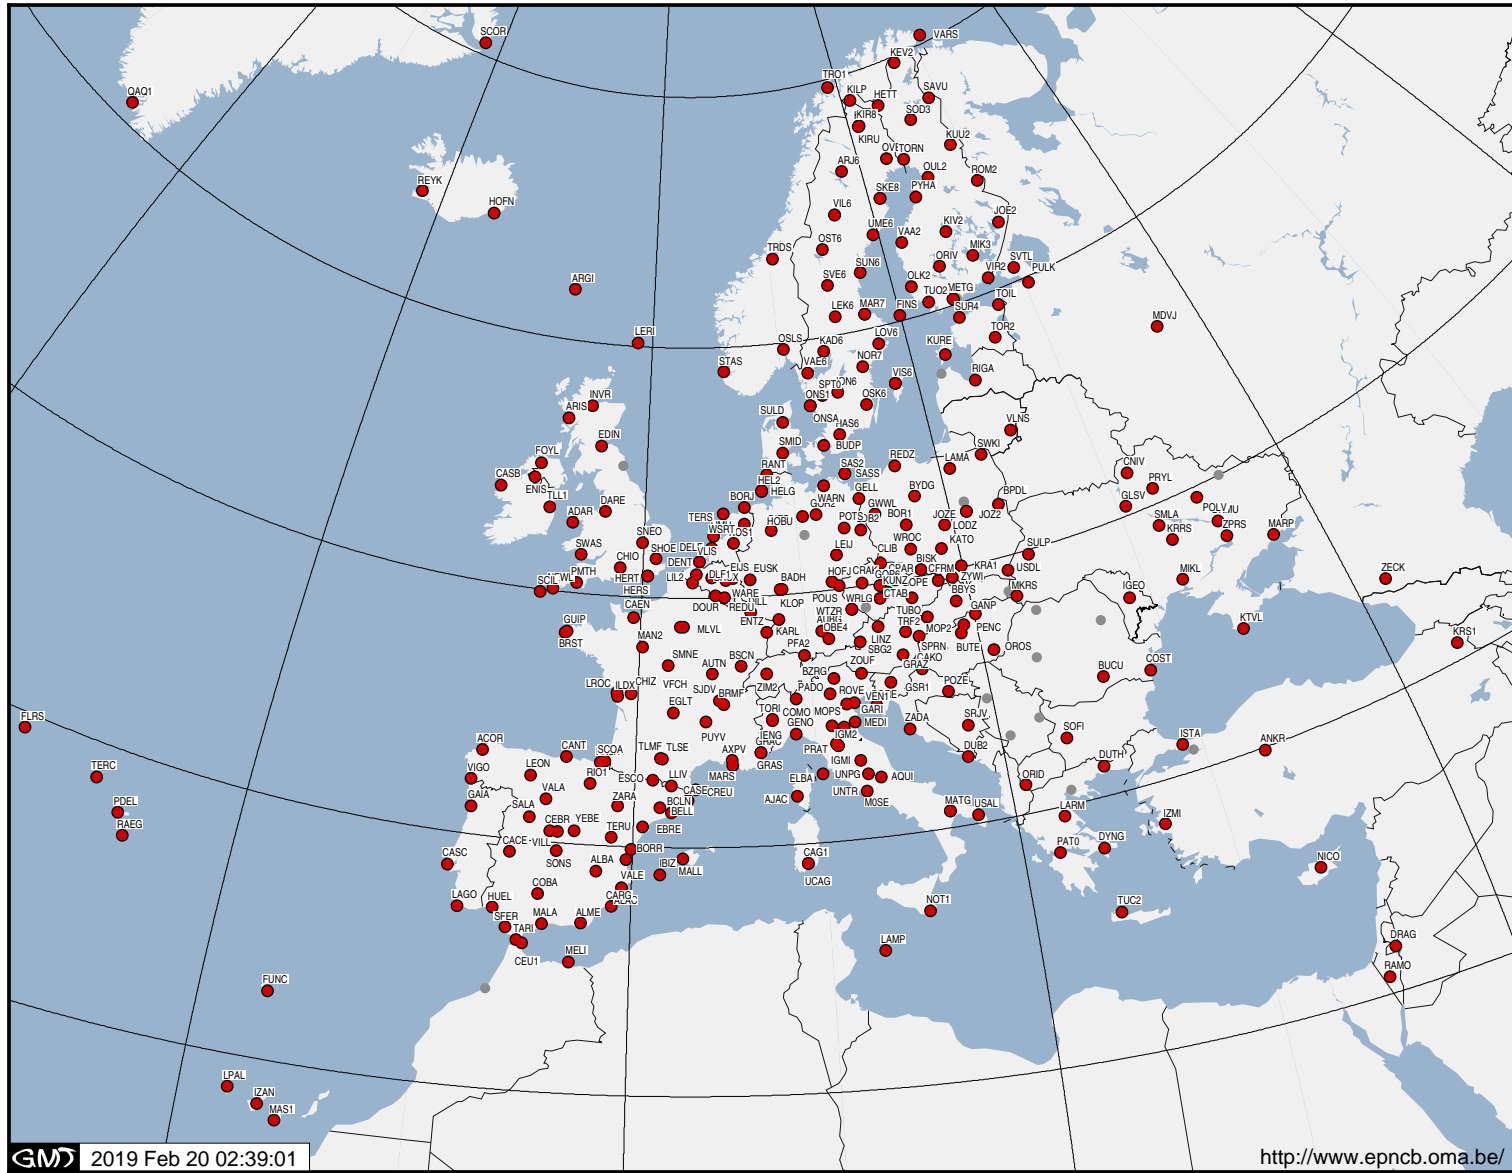 SCOR
VARS
KEV2
TRO1
QAQ1
KILP
HETT
SAVU
KIR8
SOD3
KIRU
KUU2
TORN
ARJ6
OUL2
ROM2
REYK
SKE8
PYHA
HOFN
VIL6
JOE2
UME6
VAA2
KIV2
TRDS
OST6
MIK3
ORIV
SVTL
SUN6
VIR2
PULK
ARGI
SVE6
OLK2
TUO2
METG
TOIL
LEK6
MAR7
FINS
SUR4
MDVJ
LERI
OSLS
KAD6
LOV6
TOR2
KURE
STAS
VAE6
NOR7
RIGA
SPT0
VIS6
INVR
ONS1
OSK6
ARIS
SULD
ONSA
HAS6
VLNS
EDIN
SMID
BUDP
SWKI
FOYL
RANT
SAS2
SASS
REDZ
LAMA
CNIV
CASB
ENIS
HEL2
HELG
WARN
GELL
BYDG
BPDL
PRYL
TLL1
DARE
BORJ
GWWL
GLSV
ADAR
TERS
HOBU
POTS
BOR1
JOZE
JOZ2
LODZ
POLV
SMLA
ZPRS
MARP
SNEO
WSRT
KRRS
SWAS
SHOE
VLIS
LEIJ
CLIB
WROC
KATO
SULP
CHIO
DENT
EUSK
BISK
KRA1
USDL
SCIL
PMTH
HERT
LIL2
DLF1
BADH
HOFJ
CFRM
ZYWI
MIKL
ZECK
HERS
WARE
KUNZ
BBYS
MKRS
IGEO
CAEN
DOUR
REDU
KLOP
POUS
WRLG
CTAB
GANP
GUIP
ENTZ
WTZR
TUBO
KTVL
BRST
MAN2
MLVL
KARL
OBE4
LINZ
TRF2
MOP2
PENC
KRS1
SMNE
BSCN
PFA2
SBG2
SPRN
BUTE
OROS
AUTN
BZRG
ZOUF
GRAZ
COST
LROC
ILDX
CHIZ
VFCH
SJDV
BRMF
ZIM2
PADO
ROVE
VEN1
GSR1
POZE
BUCU
FLRS
EGLT
TORI
COMO
MOPS
GARI
ZADA
SRJV
ACOR
CANT
SCOA
TLMF
TLSE
PUYV
IENG
GENO
MEDI
SOFI
ISTA
ANKR
LEON
AXPV
PRAT
IGM2
DUB2
DUTH
TERC
VIGO
RIO1
ESCO
LLIV
MARS
GRAS
IGMI
UNPG
AQUI
ORID
VALA
CREU
ELBA
PDEL
GAIA
SALA
ZARA
BCLN
BELL
AJAC
UNTR
MOSE
MATG
USAL
LARM
IZMI
RAEG
CEBR
YEBE
TERU
EBRE
CASC
CACE
VILL
SONS
BORR
CAG1
PAT0
DYNG
NICO
ALBA
IBIZ
MALL
UCAG
LAGO
HUEL
COBA
VALE
CARG
NOT1
TUC2
SFER
MALA
ALME
TARI
DRAG
CEU1
MELI
LAMP
RAMO
FUNC
LPAL
IZAN
MAS1
GMT 2019 Feb 20 02:39:01
http://www.epncb.oma.be/